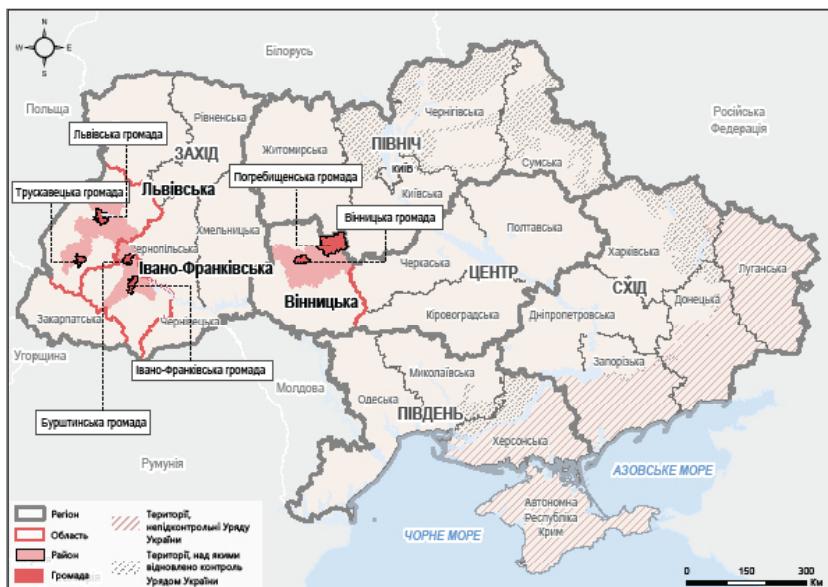 N
W E
S
Білорусь
Польща
Російська
Федерація
Рівненська
Чернігівська
Львівська громада
ЗАХІД
Житомирська
ПІВНІЧ
КИЇВ
Сумська
Трускавецька громада
Львівська
Погребищенська громада
Київська
Вінницька громада
Хмельницька
Полтавська
Харківська
Луганська
Івано-Франківська
Черкаська
ЦЕНТР
СХІД
Донецька
Вінницька
Закарпатська
Чернівецька
Кіровоградська
Дніпропетровська
Угорщина
Івано-Франківська громада
Молдова
Миколаївська
Запорізька
Одеська
ПІВДЕНЬ
Бурштинська громада
Херсонська
Румунія
АЗОВСЬКЕ МОРЕ
Автономна
Республіка
Крим
ЧОРНЕ МОРЕ
Регіон
Область
Район
Громада
Території,
непідконтрольні Уряду
України
Території, над якими
відновлено контроль
Урядом України
0 150 300
Км